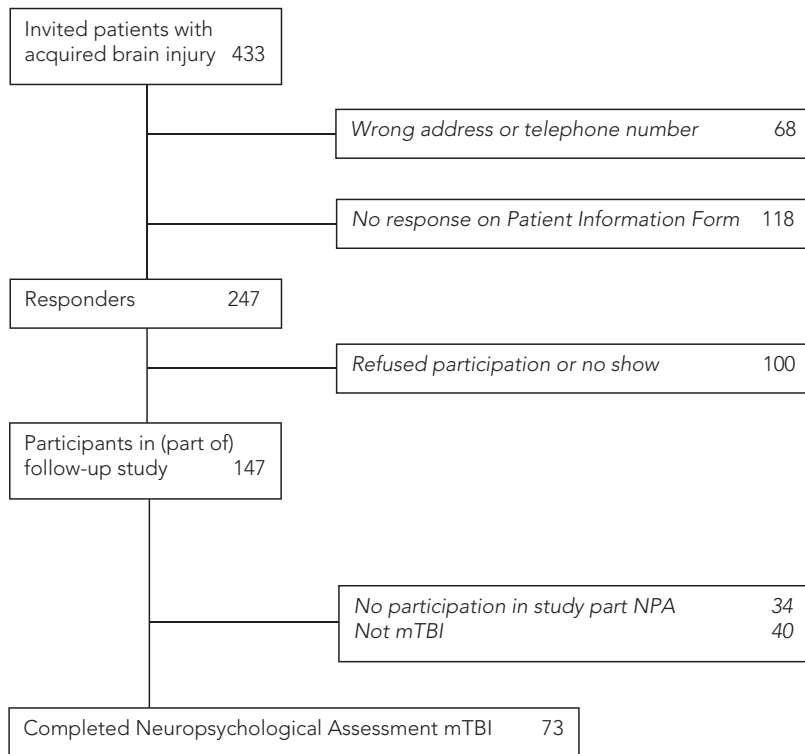 Invited patients with
acquired brain injury 433
Wrong address or telephone number 68
No response on Patient Information Form 118
Responders 247
Refused participation or no show 100
Participants in (part of)
follow-up study 147
No participation in study part NPA 34
Not mTBI 40
Completed Neuropsychological Assessment mTBI 73